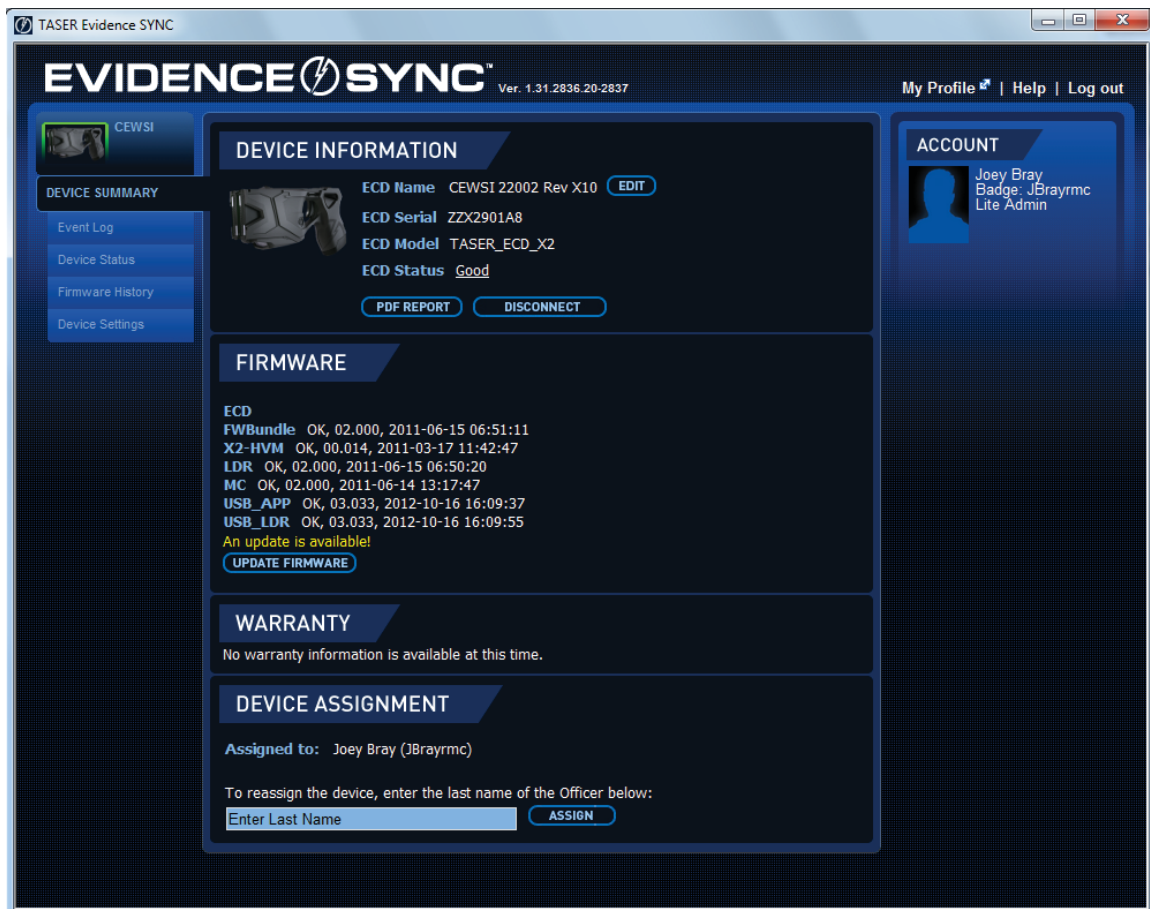 TASER Evidence SYNC
EVIDENCE SYNC™ Ver. 1.31.2836.20-2837
My Profile | Help | Log out
CEWSI
DEVICE SUMMARY
Event Log
Device Status
Firmware History
Device Settings
DEVICE INFORMATION
ECD Name CEWSI 22002 Rev X10 EDIT
ECD Serial ZZX2901A8
ECD Model TASER_ECD_X2
ECD Status Good
PDF REPORT DISCONNECT
FIRMWARE
ECD
FWBundle OK, 02.000, 2011-06-15 06:51:11
X2-HVM OK, 00.014, 2011-03-17 11:42:47
LDR OK, 02.000, 2011-06-15 06:50:20
MC OK, 02.000, 2011-06-14 13:17:47
USB_APP OK, 03.033, 2012-10-16 16:09:37
USB_LDR OK, 03.033, 2012-10-16 16:09:55
An update is available!
UPDATE FIRMWARE
WARRANTY
No warranty information is available at this time.
DEVICE ASSIGNMENT
Assigned to: Joey Bray (JBrayrmc)
To reassign the device, enter the last name of the Officer below:
Enter Last Name ASSIGN
ACCOUNT
Joey Bray
Badge: JBrayrmc
Lite Admin